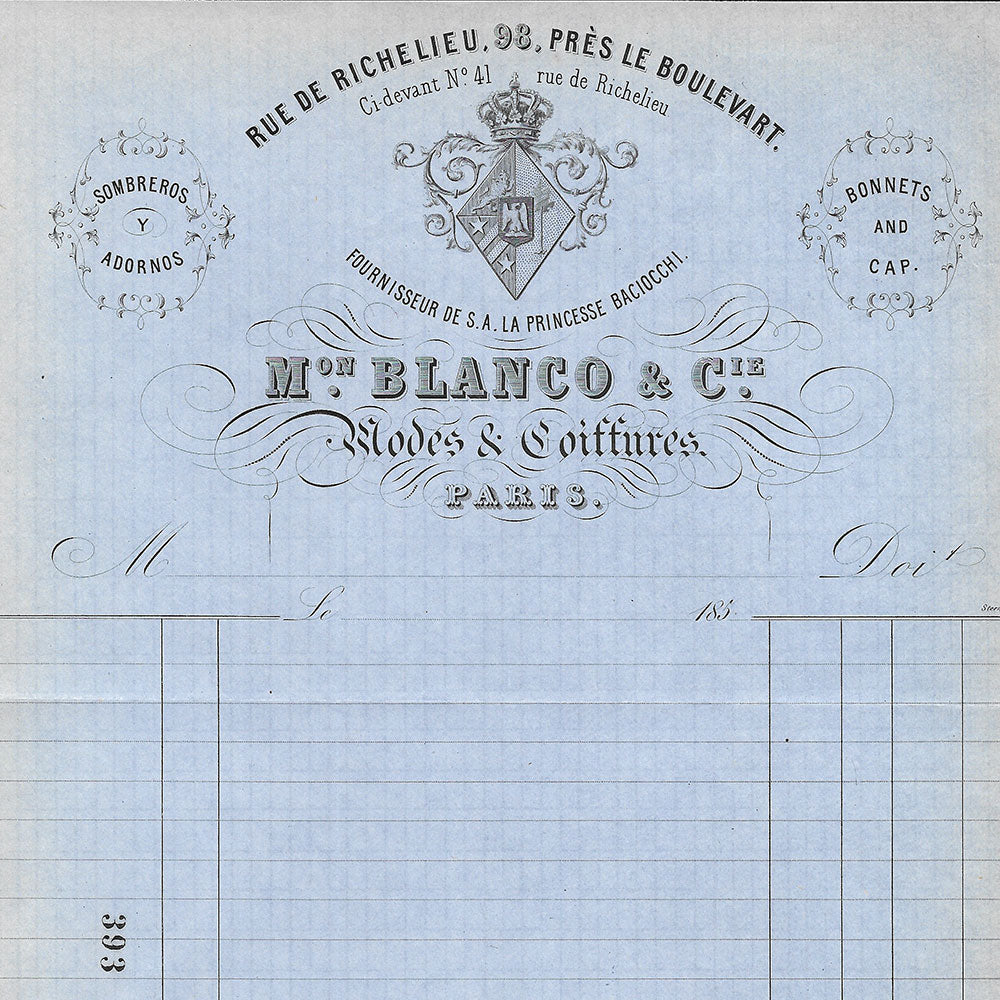 RUE DE RICHELIEU, 98, PRÈS LE BOULEVART.
Ci-devant N° 41 rue de Richelieu
SOMBREROS
Y
ADORNOS
BONNETS
AND
CAP.
FOURNISSEUR DE S.A. LA PRINCESSE BACIOCCHI.
MON. BLANCO & CIE.
Modes & Coiffures.
PARIS.
M Doit
Le 185
Stern
393